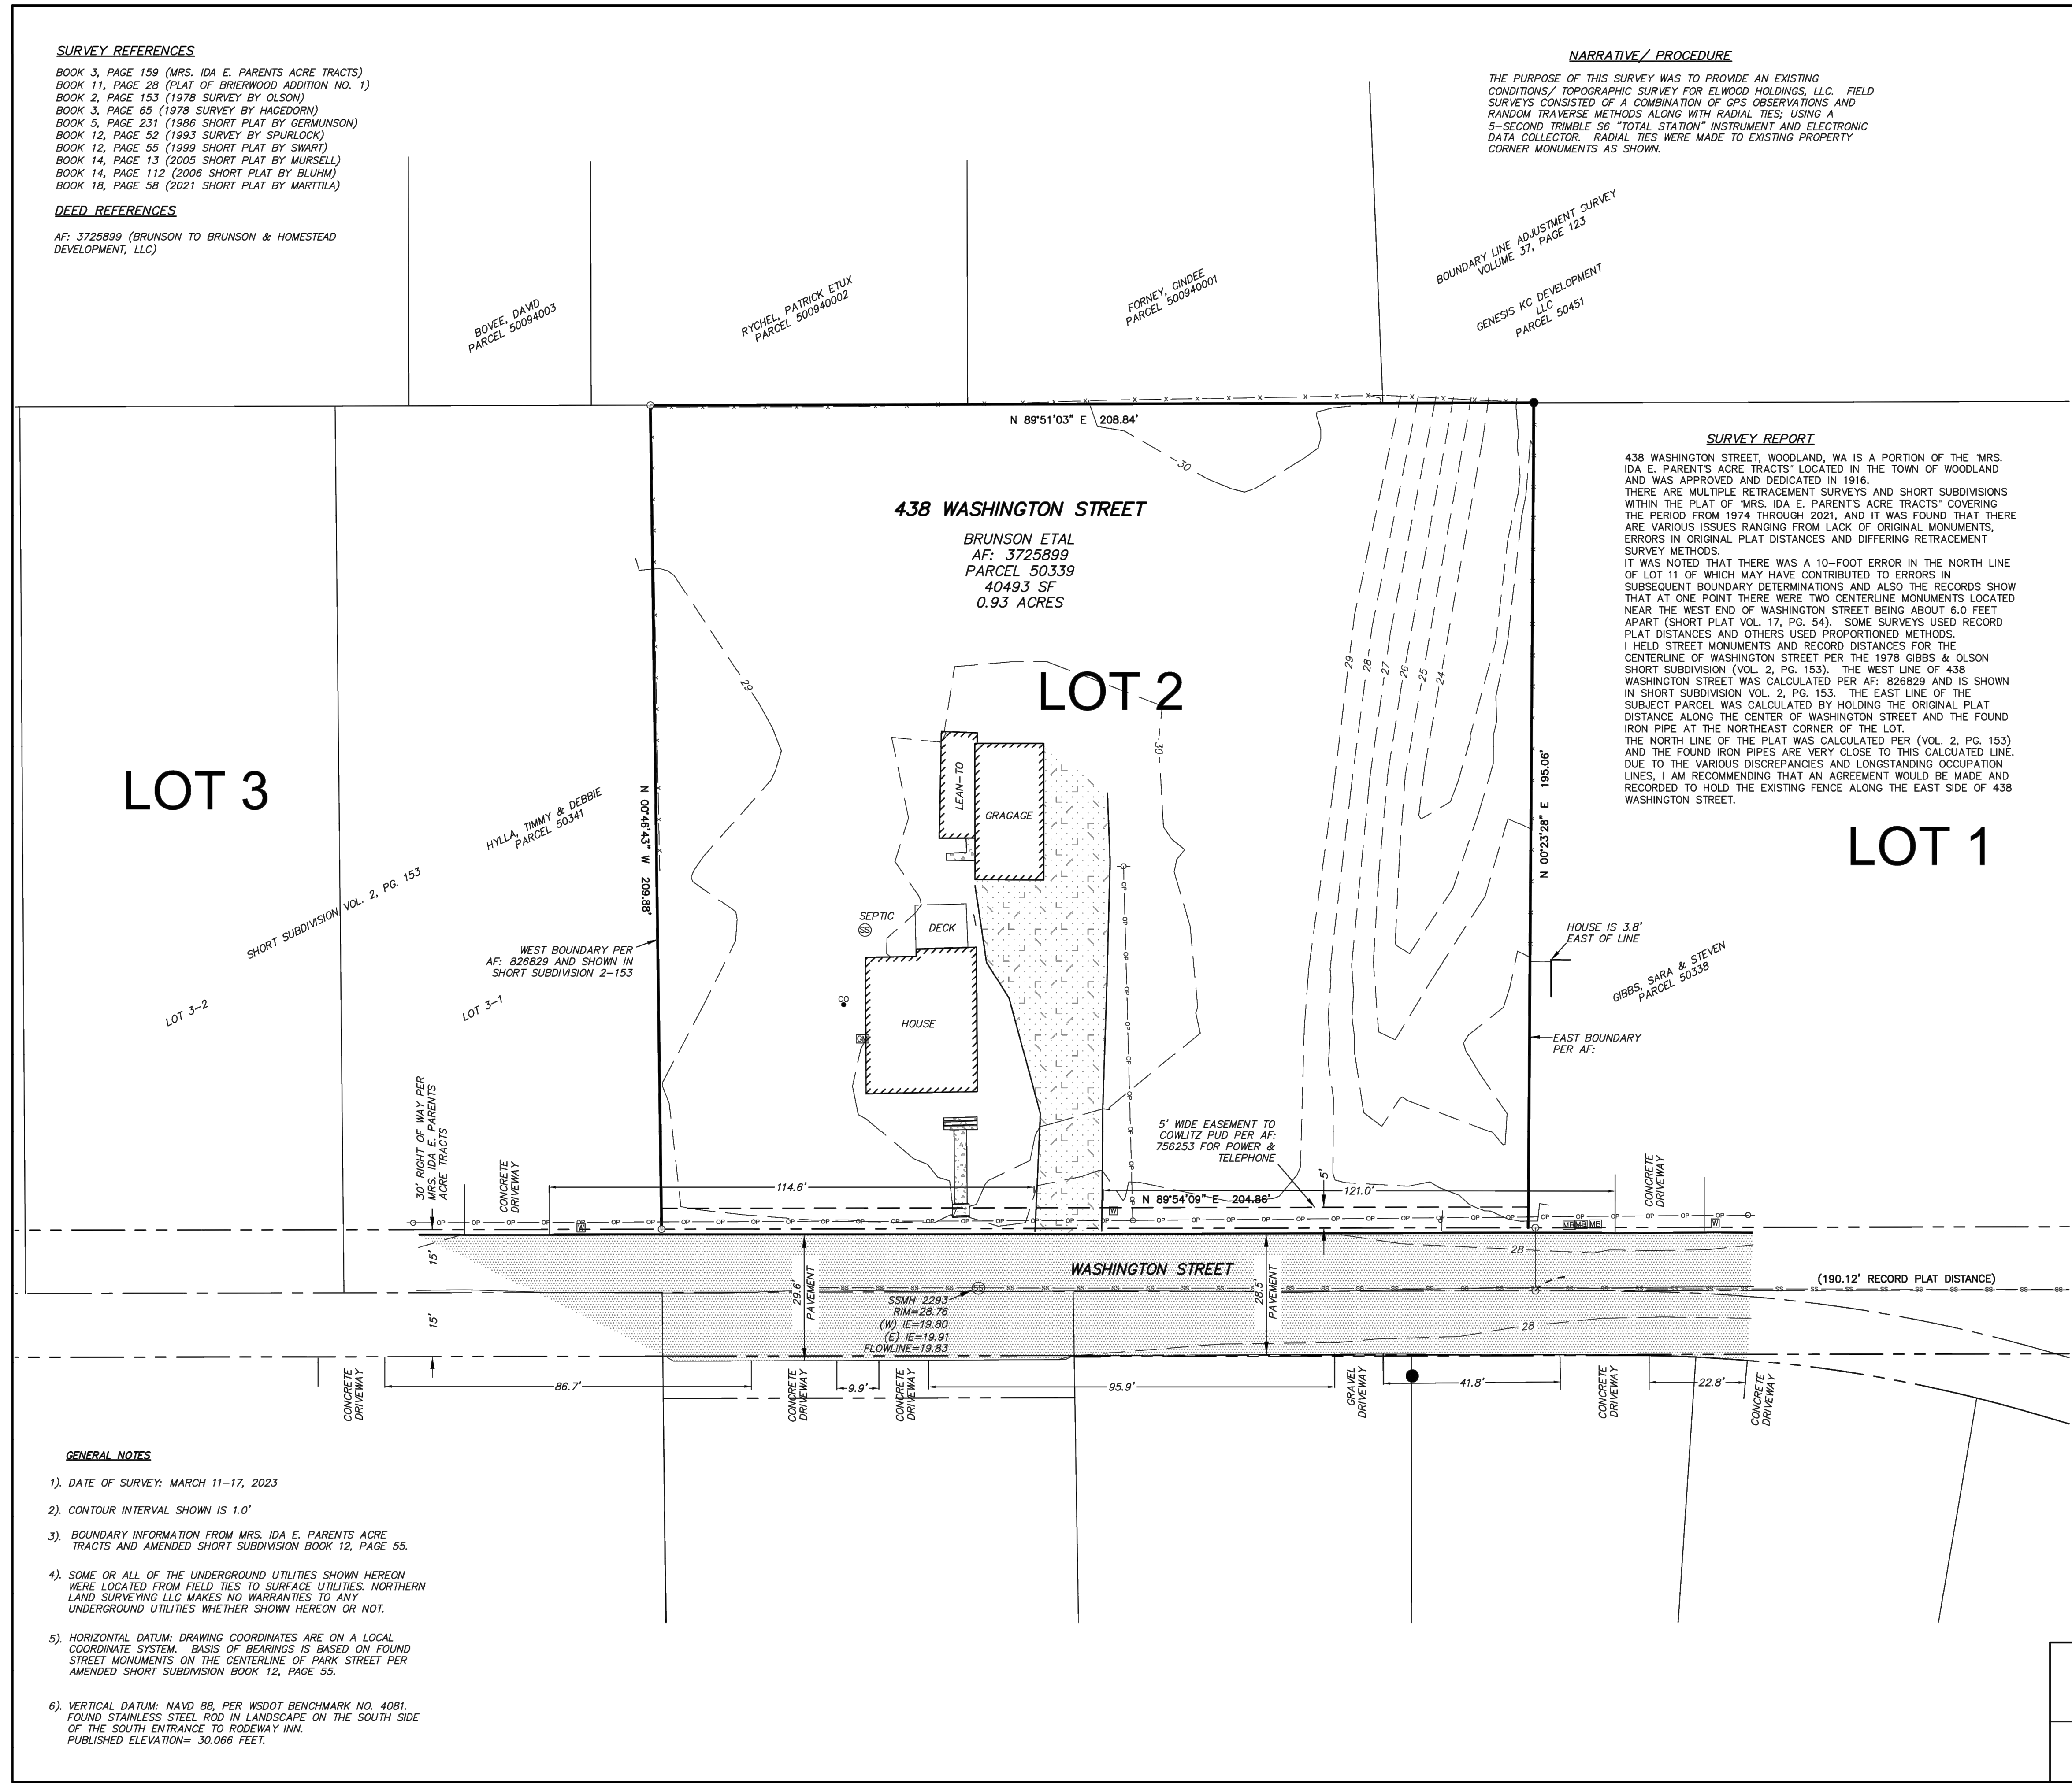 SURVEY REFERENCES
BOOK 3, PAGE 159 (MRS. IDA E. PARENTS ACRE TRACTS)
BOOK 11, PAGE 28 (PLAT OF BRIERWOOD ADDITION NO. 1)
BOOK 2, PAGE 153 (1978 SURVEY BY OLSON)
BOOK 3, PAGE 65 (1978 SURVEY BY HAGEDORN)
BOOK 5, PAGE 231 (1986 SHORT PLAT BY GERMUNSON)
BOOK 12, PAGE 52 (1993 SURVEY BY SPURLOCK)
BOOK 12, PAGE 55 (1999 SHORT PLAT BY SWART)
BOOK 14, PAGE 13 (2005 SHORT PLAT BY MURSELL)
BOOK 14, PAGE 112 (2006 SHORT PLAT BY BLUHM)
BOOK 18, PAGE 58 (2021 SHORT PLAT BY MARTTILA)
DEED REFERENCES
AF: 3725899 (BRUNSON TO BRUNSON & HOMESTEAD
DEVELOPMENT, LLC)
NARRATIVE/ PROCEDURE
THE PURPOSE OF THIS SURVEY WAS TO PROVIDE AN EXISTING
CONDITIONS/ TOPOGRAPHIC SURVEY FOR ELWOOD HOLDINGS, LLC. FIELD
SURVEYS CONSISTED OF A COMBINATION OF GPS OBSERVATIONS AND
RANDOM TRAVERSE METHODS ALONG WITH RADIAL TIES; USING A
5-SECOND TRIMBLE S6 "TOTAL STATION" INSTRUMENT AND ELECTRONIC
DATA COLLECTOR. RADIAL TIES WERE MADE TO EXISTING PROPERTY
CORNER MONUMENTS AS SHOWN.
BOVEE, DAVID
PARCEL 50094003
RYCHEL, PATRICK ETUX
PARCEL 500940002
FORNEY, CINDEE
PARCEL 500940001
BOUNDARY LINE ADJUSTMENT SURVEY
VOLUME 37, PAGE 123
GENESIS KC DEVELOPMENT
LLC
PARCEL 50451
N 89°51'03" E 208.84'
30
438 WASHINGTON STREET
BRUNSON ETAL
AF: 3725899
PARCEL 50339
40493 SF
0.93 ACRES
SURVEY REPORT
438 WASHINGTON STREET, WOODLAND, WA IS A PORTION OF THE "MRS.
IDA E. PARENT'S ACRE TRACTS" LOCATED IN THE TOWN OF WOODLAND
AND WAS APPROVED AND DEDICATED IN 1916.
THERE ARE MULTIPLE RETRACEMENT SURVEYS AND SHORT SUBDIVISIONS
WITHIN THE PLAT OF "MRS. IDA E. PARENT'S ACRE TRACTS" COVERING
THE PERIOD FROM 1974 THROUGH 2021, AND IT WAS FOUND THAT THERE
ARE VARIOUS ISSUES RANGING FROM LACK OF ORIGINAL MONUMENTS,
ERRORS IN ORIGINAL PLAT DISTANCES AND DIFFERING RETRACEMENT
SURVEY METHODS.
IT WAS NOTED THAT THERE WAS A 10-FOOT ERROR IN THE NORTH LINE
OF LOT 11 OF WHICH MAY HAVE CONTRIBUTED TO ERRORS IN
SUBSEQUENT BOUNDARY DETERMINATIONS AND ALSO THE RECORDS SHOW
THAT AT ONE POINT THERE WERE TWO CENTERLINE MONUMENTS LOCATED
NEAR THE WEST END OF WASHINGTON STREET BEING ABOUT 6.0 FEET
APART (SHORT PLAT VOL. 17, PG. 54). SOME SURVEYS USED RECORD
PLAT DISTANCES AND OTHERS USED PROPORTIONED METHODS.
I HELD STREET MONUMENTS AND RECORD DISTANCES FOR THE
CENTERLINE OF WASHINGTON STREET PER THE 1978 GIBBS & OLSON
SHORT SUBDIVISION (VOL. 2, PG. 153). THE WEST LINE OF 438
WASHINGTON STREET WAS CALCULATED PER AF: 826829 AND IS SHOWN
IN SHORT SUBDIVISION VOL. 2, PG. 153. THE EAST LINE OF THE
SUBJECT PARCEL WAS CALCULATED BY HOLDING THE ORIGINAL PLAT
DISTANCE ALONG THE CENTER OF WASHINGTON STREET AND THE FOUND
IRON PIPE AT THE NORTHEAST CORNER OF THE LOT.
THE NORTH LINE OF THE PLAT WAS CALCULATED PER (VOL. 2, PG. 153)
AND THE FOUND IRON PIPES ARE VERY CLOSE TO THIS CALCUATED LINE.
DUE TO THE VARIOUS DISCREPANCIES AND LONGSTANDING OCCUPATION
LINES, I AM RECOMMENDING THAT AN AGREEMENT WOULD BE MADE AND
RECORDED TO HOLD THE EXISTING FENCE ALONG THE EAST SIDE OF 438
WASHINGTON STREET.
29
28
27
26
25
24
29
30
LOT 2
LOT 3
LOT 1
LEAN-TO
GRAGAGE
N 00°46'43" W 209.88'
N 00°23'28" E 195.06'
HYLLA, TIMMY & DEBBIE
PARCEL 50341
SHORT SUBDIVISION VOL. 2, PG. 153
LOT 3-2
LOT 3-1
WEST BOUNDARY PER
AF: 826829 AND SHOWN IN
SHORT SUBDIVISION 2-153
SEPTIC
SS
DECK
CO
G
HOUSE
HOUSE IS 3.8'
EAST OF LINE
GIBBS, SARA & STEVEN
PARCEL 50338
EAST BOUNDARY
PER AF:
30' RIGHT OF WAY PER
MRS. IDA E. PARENTS
ACRE TRACTS
CONCRETE
DRIVEWAY
5' WIDE EASEMENT TO
COWLITZ PUD PER AF:
756253 FOR POWER &
TELEPHONE
5'
CONCRETE
DRIVEWAY
114.6'
N 89°54'09" E 204.86'
121.0'
W
W
MB MB MB
W
15'
15'
29.6'
PAVEMENT
28.5'
PAVEMENT
WASHINGTON STREET
28
28
(190.12' RECORD PLAT DISTANCE)
SS
SSMH 2293
RIM=28.76
(W) IE=19.80
(E) IE=19.91
FLOWLINE=19.83
CONCRETE
DRIVEWAY
86.7'
CONCRETE
DRIVEWAY
9.9'
CONCRETE
DRIVEWAY
95.9'
GRAVEL
DRIVEWAY
41.8'
CONCRETE
DRIVEWAY
22.8'
CONCRETE
DRIVEWAY
GENERAL NOTES
1). DATE OF SURVEY: MARCH 11-17, 2023
2). CONTOUR INTERVAL SHOWN IS 1.0'
3). BOUNDARY INFORMATION FROM MRS. IDA E. PARENTS ACRE
TRACTS AND AMENDED SHORT SUBDIVISION BOOK 12, PAGE 55.
4). SOME OR ALL OF THE UNDERGROUND UTILITIES SHOWN HEREON
WERE LOCATED FROM FIELD TIES TO SURFACE UTILITIES. NORTHERN
LAND SURVEYING LLC MAKES NO WARRANTIES TO ANY
UNDERGROUND UTILITIES WHETHER SHOWN HEREON OR NOT.
5). HORIZONTAL DATUM: DRAWING COORDINATES ARE ON A LOCAL
COORDINATE SYSTEM. BASIS OF BEARINGS IS BASED ON FOUND
STREET MONUMENTS ON THE CENTERLINE OF PARK STREET PER
AMENDED SHORT SUBDIVISION BOOK 12, PAGE 55.
6). VERTICAL DATUM: NAVD 88, PER WSDOT BENCHMARK NO. 4081.
FOUND STAINLESS STEEL ROD IN LANDSCAPE ON THE SOUTH SIDE
OF THE SOUTH ENTRANCE TO RODEWAY INN.
PUBLISHED ELEVATION= 30.066 FEET.